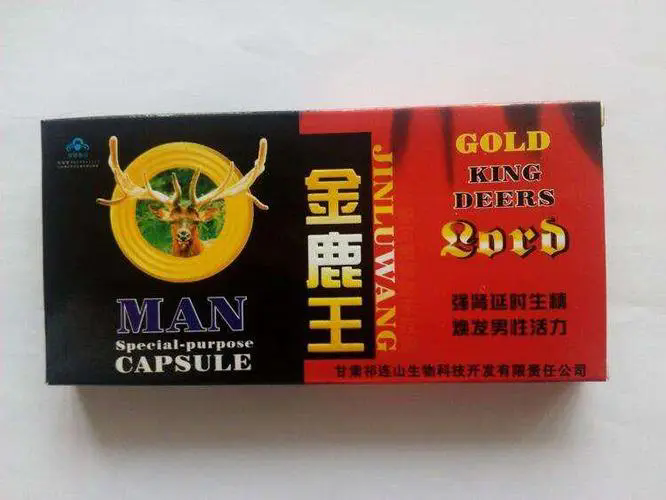 MAN
Special-purpose
CAPSULE
金鹿王
JINLUWANG
GOLD
KING
DEERS
Lord
强肾延时生精
焕发男性活力
甘肃祁连山生物科技开发有限责任公司